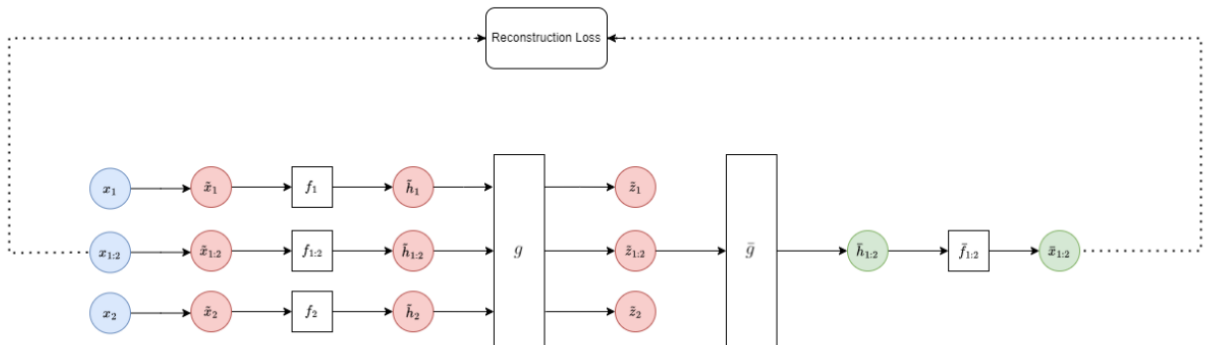 Reconstruction Loss
x₁ x̃₁ f₁ h̃₁ z̃₁
x₁:₂ x̃₁:₂ f₁:₂ h̃₁:₂ g z̃₁:₂ ḡ h̄₁:₂ f̄₁:₂ x̄₁:₂
x₂ x̃₂ f₂ h̃₂ z̃₂